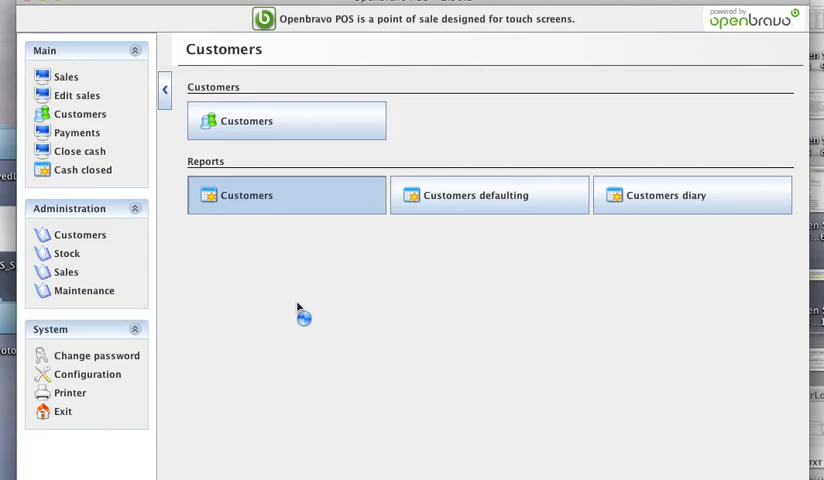 Openbravo POS is a point of sale designed for touch screens.
powered by
openbravo
Main
Sales
Edit sales
Customers
Payments
Close cash
Cash closed
Administration
Customers
Stock
Sales
Maintenance
System
Change password
Configuration
Printer
Exit
Customers
Customers
Customers
Reports
Customers
Customers defaulting
Customers diary